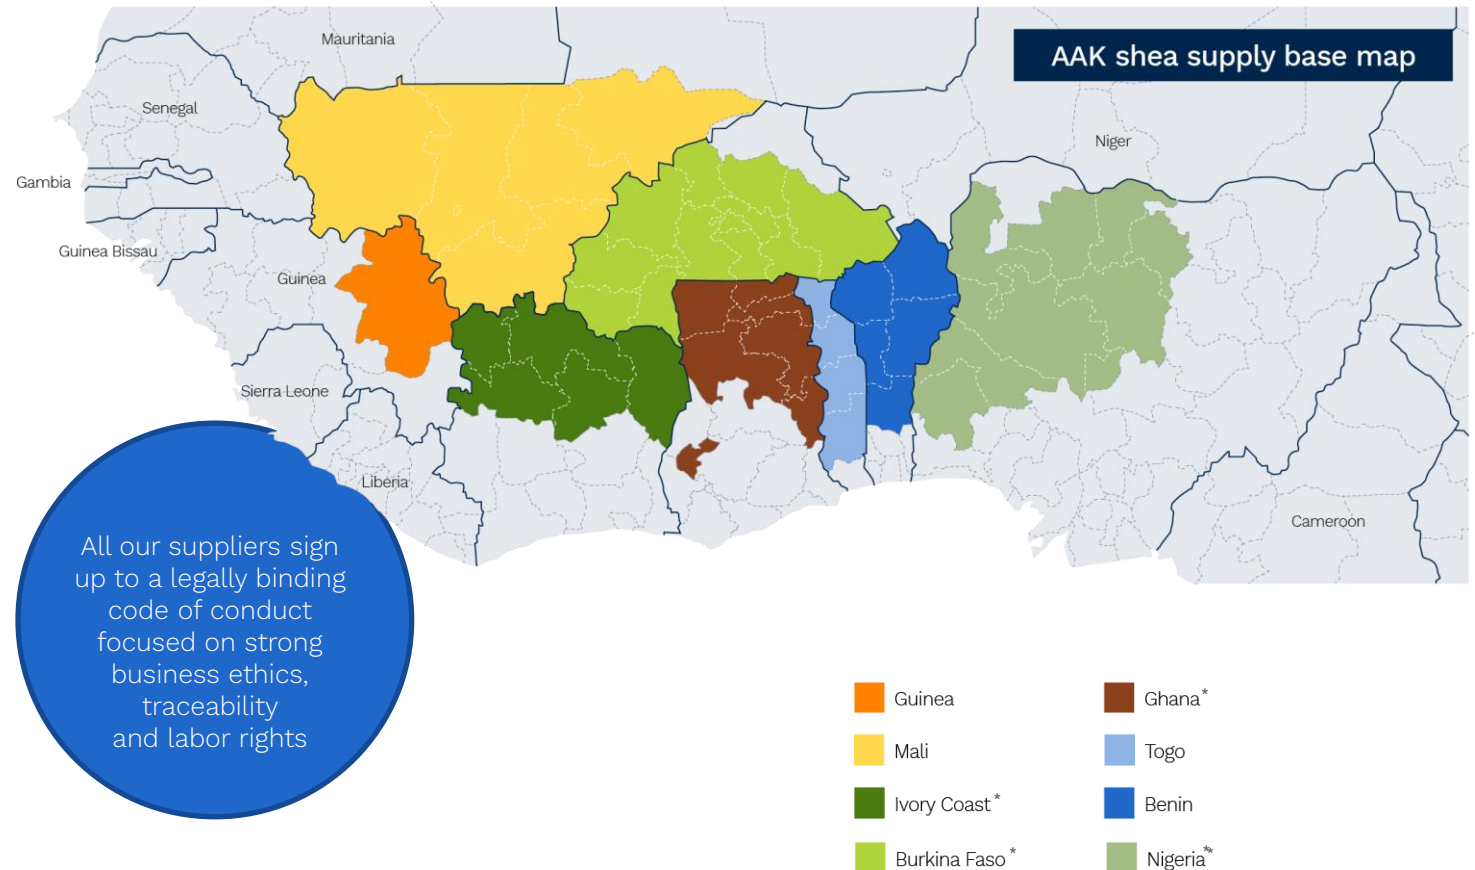 AAK shea supply base map
Mauritania
Senegal
Niger
Gambia
Guinea Bissau
Guinea
Sierra Leone
Liberia
Cameroon
All our suppliers sign
up to a legally binding
code of conduct
focused on strong
business ethics,
traceability
and labor rights
Guinea
Mali
Ivory Coast*
Burkina Faso*
Ghana*
Togo
Benin
Nigeria**